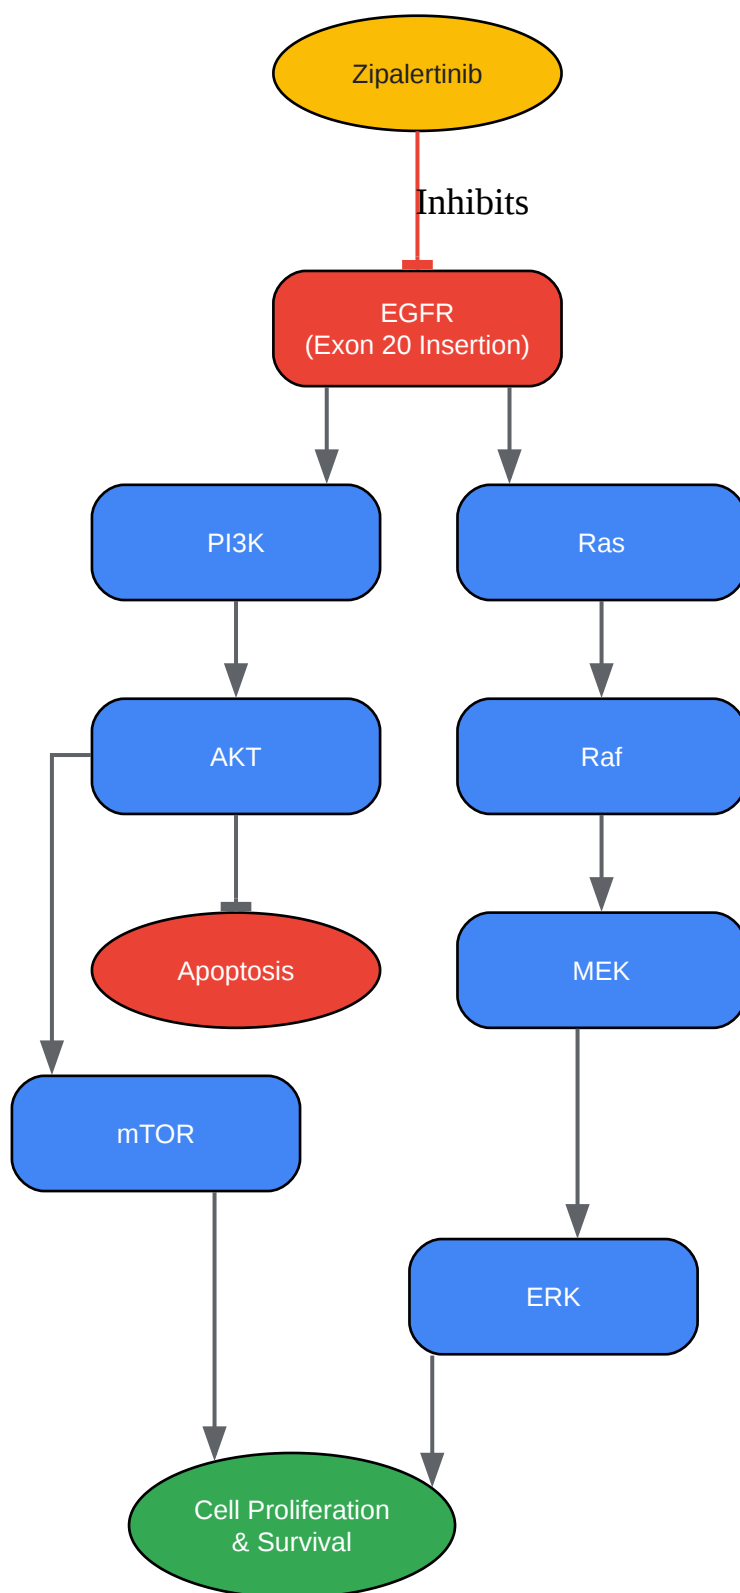 Zipalertinib
Inhibits
EGFR
(Exon 20 Insertion)
PI3K
Ras
AKT
Raf
Apoptosis
MEK
mTOR
ERK
Cell Proliferation
& Survival